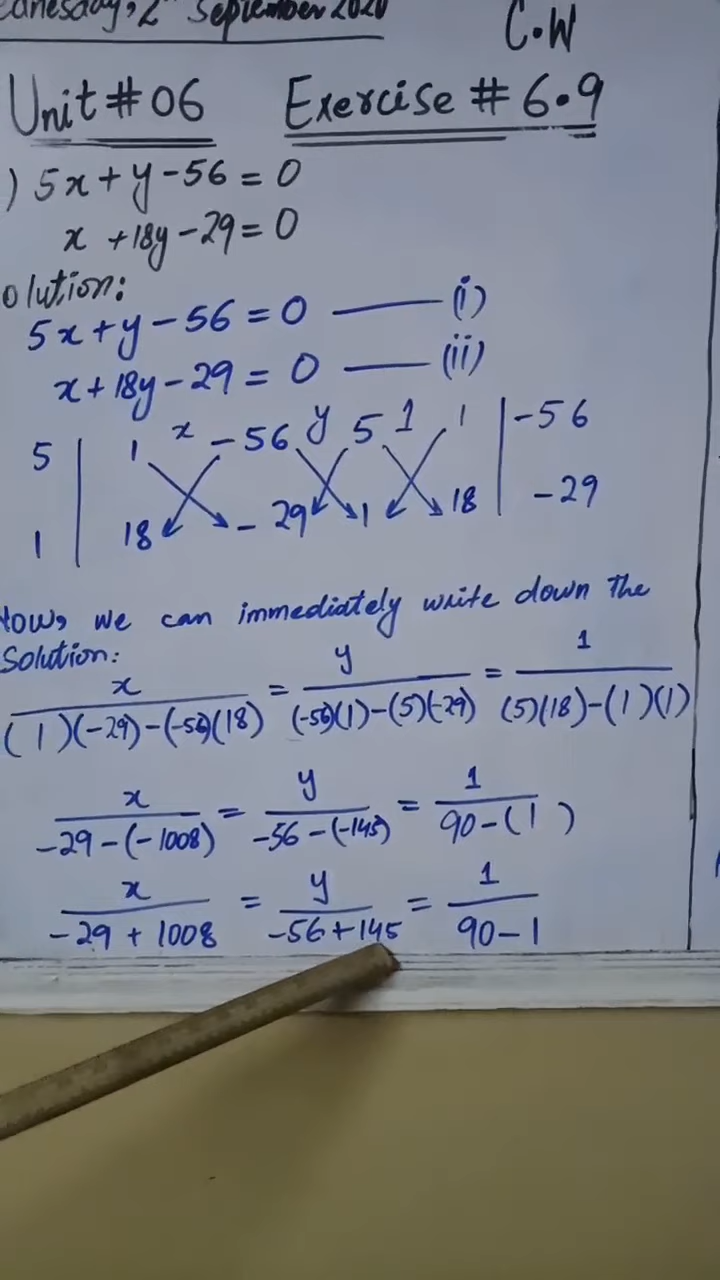 September 2020
C.W
Unit # 06 Exercise # 6.9
) 5x + y - 56 = 0
x + 18y - 29 = 0
olution:
5x + y - 56 = 0 —— (i)
x + 18y - 29 = 0 —— (ii)
5 | 1 x - 56 y 5 1 1 | - 56
1 | 18 - 29 1 18 | - 29
Now, we can immediately write down the
Solution:
x / (1)(-29) - (-56)(18) = y / (-56)(1) - (5)(-29) = 1 / (5)(18) - (1)(1)
x / -29 - (-1008) = y / -56 - (-145) = 1 / 90 - (1)
x / -29 + 1008 = y / -56 + 145 = 1 / 90 - 1